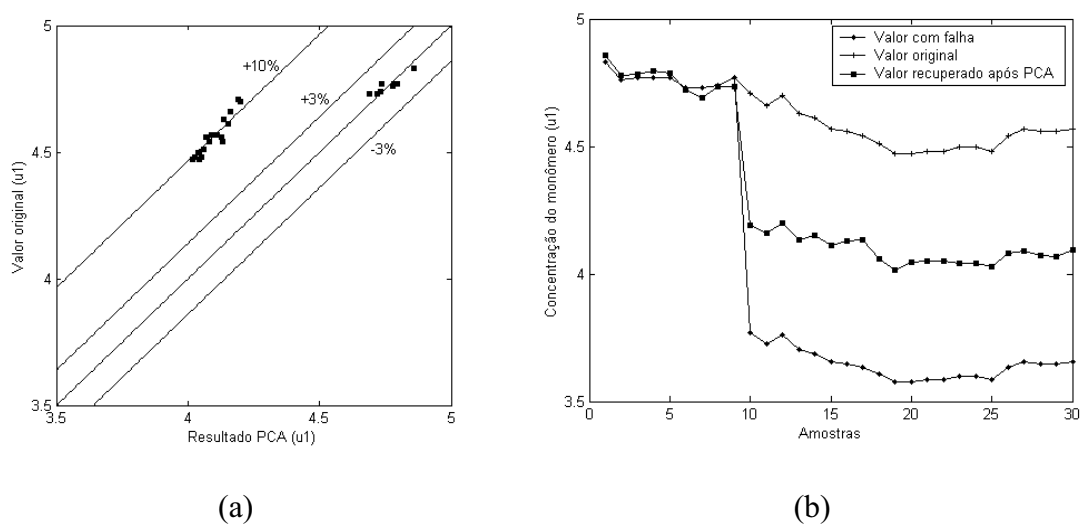 (a)
5
4.5
4
3.5
Valor original (u1)
+10%
+3%
-3%
3.5
4
4.5
5
Resultado PCA (u1)
(b)
5
4.5
4
3.5
Concentração do monômero (u1)
Valor com falha
Valor original
Valor recuperado após PCA
0
5
10
15
20
25
30
Amostras
(a)
(b)